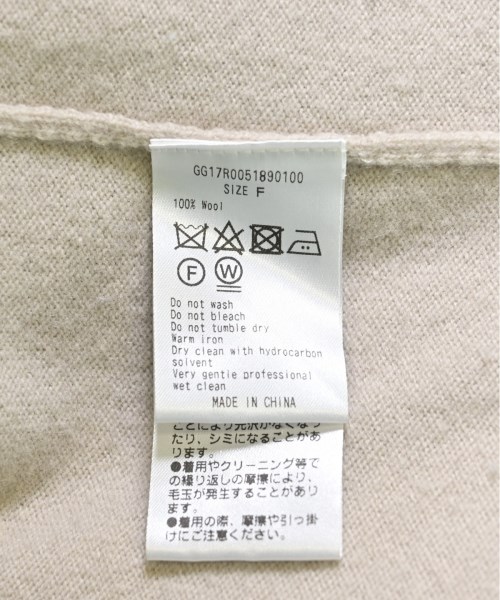 GG17R0051890100
SIZE F
100% Wool
F W
Do not wash
Do not bleach
Do not tumble dry
Warm iron
Dry clean with hydrocarbon
solvent
Very gentle professional
wet clean
MADE IN CHINA
ことにより光沢がなくなっ
たり、シミになることがあ
ります。
●着用やクリーニング等で
の繰り返しの摩擦により、
毛玉が発生することがあり
ます。
●着用の際、摩擦や引っ掛
けにご注意ください。